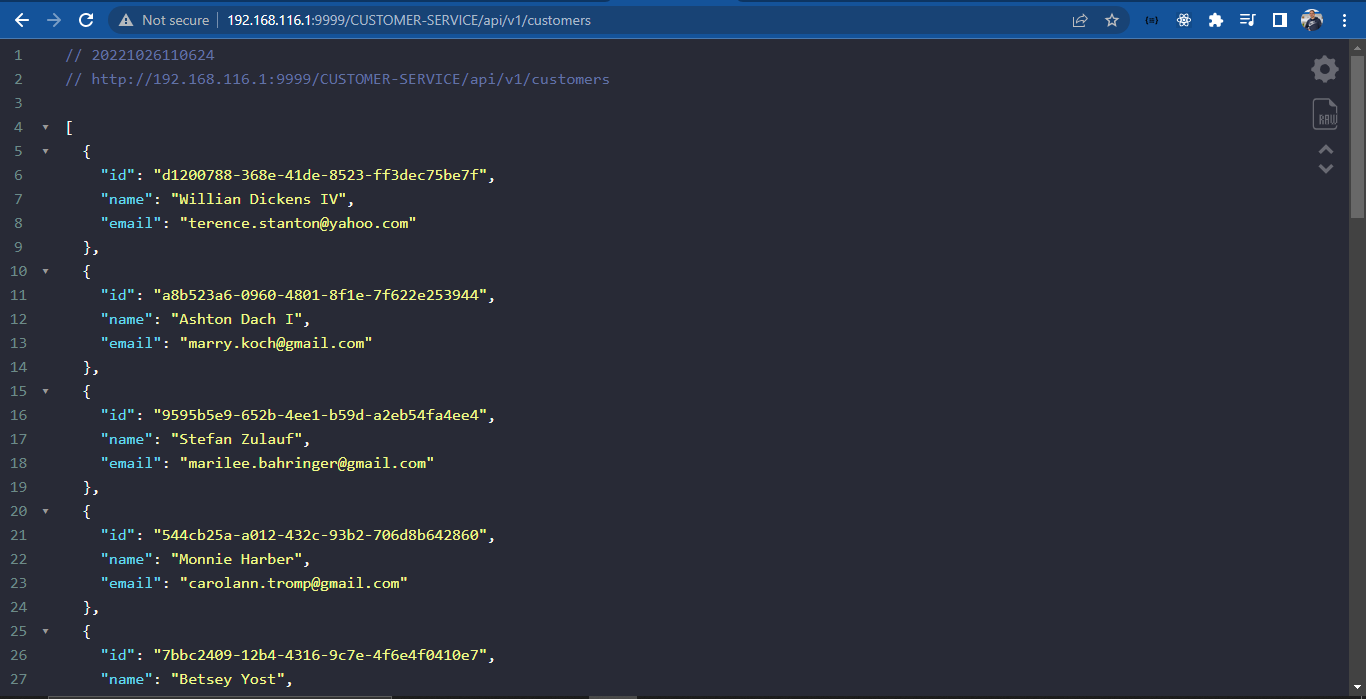 Not secure | 192.168.116.1:9999/CUSTOMER-SERVICE/api/v1/customers
1 // 20221026110624
2 // http://192.168.116.1:9999/CUSTOMER-SERVICE/api/v1/customers
3
4 [
5 {
6 "id": "d1200788-368e-41de-8523-ff3dec75be7f",
7 "name": "Willian Dickens IV",
8 "email": "terence.stanton@yahoo.com"
9 },
10 {
11 "id": "a8b523a6-0960-4801-8f1e-7f622e253944",
12 "name": "Ashton Dach I",
13 "email": "marry.koch@gmail.com"
14 },
15 {
16 "id": "9595b5e9-652b-4ee1-b59d-a2eb54fa4ee4",
17 "name": "Stefan Zulauf",
18 "email": "marilee.bahringer@gmail.com"
19 },
20 {
21 "id": "544cb25a-a012-432c-93b2-706d8b642860",
22 "name": "Monnie Harber",
23 "email": "carolann.tromp@gmail.com"
24 },
25 {
26 "id": "7bbc2409-12b4-4316-9c7e-4f6e4f0410e7",
27 "name": "Betsey Yost",
RAW